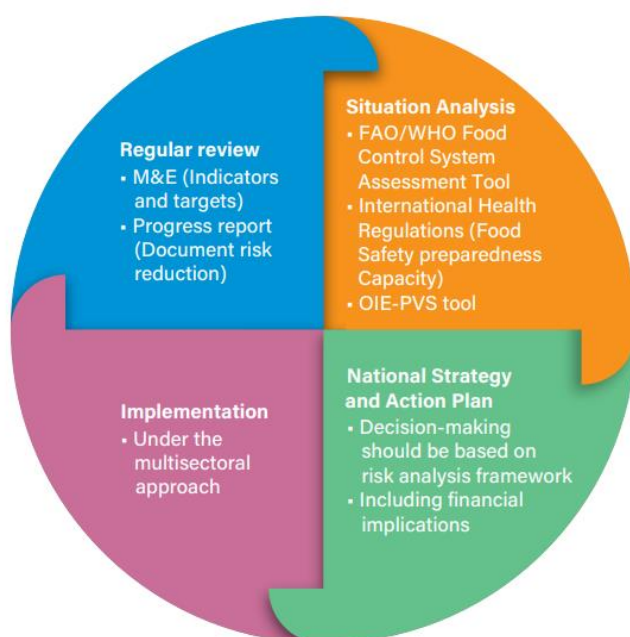 Regular review
▪ M&E (Indicators
and targets)
▪ Progress report
(Document risk
reduction)
Situation Analysis
▪ FAO/WHO Food
Control System
Assessment Tool
▪ International Health
Regulations (Food
Safety preparedness
Capacity)
▪ OIE-PVS tool
Implementation
▪ Under the
multisectoral
approach
National Strategy
and Action Plan
▪ Decision-making
should be based on
risk analysis framework
▪ Including financial
implications